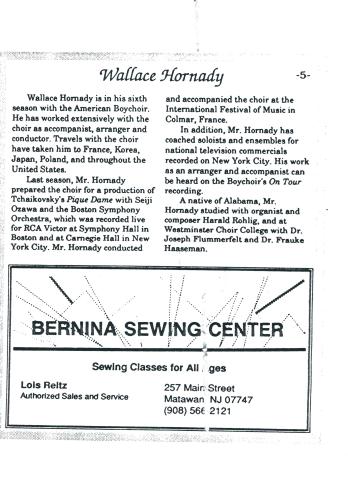 Wallace Hornady
-5-
Wallace Hornady is in his sixth
season with the American Boychoir.
He has worked extensively with the
choir as accompanist, arranger and
conductor. Travels with the choir
have taken him to France, Korea,
Japan, Poland, and throughout the
United States.
Last season, Mr. Hornady
prepared the choir for a production of
Tchaikovsky's Pique Dame with Seiji
Ozawa and the Boston Symphony
Orchestra, which was recorded live
for RCA Victor at Symphony Hall in
Boston and at Carnegie Hall in New
York City. Mr. Hornady conducted
and accompanied the choir at the
International Festival of Music in
Colmar, France.
In addition, Mr. Hornady has
coached soloists and ensembles for
national television commercials
recorded on New York City. His work
as an arranger and accompanist can
be heard on the Boychoir's On Tour
recording.
A native of Alabama, Mr.
Hornady studied with organist and
composer Harald Rohlig, and at
Westminster Choir College with Dr.
Joseph Flummerfelt and Dr. Frauke
Haaseman.
BERNINA SEWING CENTER
Sewing Classes for All ges
Lois Reitz
Authorized Sales and Service
257 Main Street
Matawan NJ 07747
(908) 566 2121